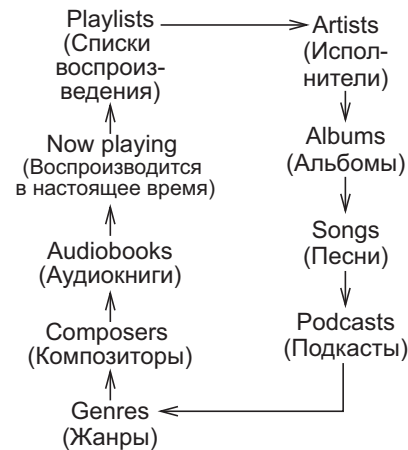 Playlists
(Списки
воспроиз-
ведения)
Artists
(Испол-
нители)
Albums
(Альбомы)
Songs
(Песни)
Podcasts
(Подкасты)
Genres
(Жанры)
Composers
(Композиторы)
Audiobooks
(Аудиокниги)
Now playing
(Воспроизводится
в настоящее время)